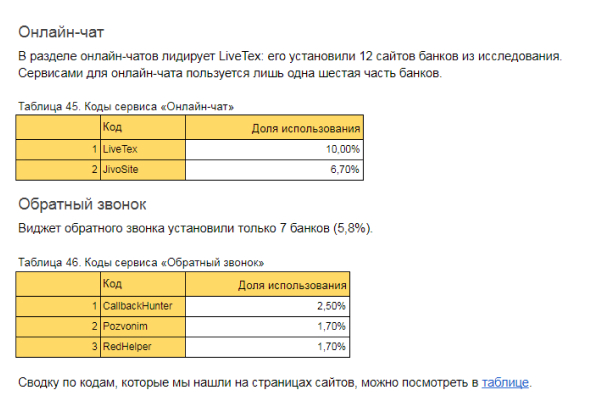 Онлайн-чат
В разделе онлайн-чатов лидирует LiveTex: его установили 12 сайтов банков из исследования.
Сервисами для онлайн-чата пользуется лишь одна шестая часть банков.
Таблица 45. Коды сервиса «Онлайн-чат»
Код Доля использования
1 LiveTex 10,00%
2 JivoSite 6,70%
Обратный звонок
Виджет обратного звонка установили только 7 банков (5,8%).
Таблица 46. Коды сервиса «Обратный звонок»
Код Доля использования
1 CallbackHunter 2,50%
2 Pozvonim 1,70%
3 RedHelper 1,70%
Сводку по кодам, которые мы нашли на страницах сайтов, можно посмотреть в таблице.